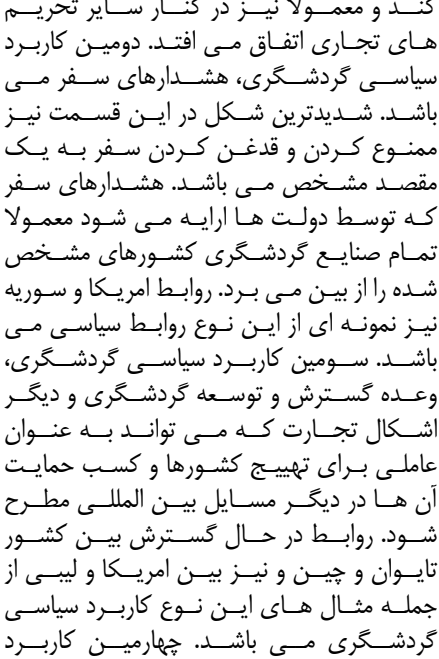 کند و معمولا نیز در کنار سایر تحریم
های تجاری اتفاق می افتد. دومین کاربرد
سیاسی گردشگری، هشدارهای سفر می
باشد. شدیدترین شکل در این قسمت نیز
ممنوع کردن و قدغن کردن سفر به یک
مقصد مشخص می باشد. هشدارهای سفر
که توسط دولت ها ارایه می شود معمولا
تمام صنایع گردشگری کشورهای مشخص
شده را از بین می برد. روابط امریکا و سوریه
نیز نمونه ای از این نوع روابط سیاسی می
باشد. سومین کاربرد سیاسی گردشگری،
وعده گسترش و توسعه گردشگری و دیگر
اشکال تجارت که می تواند به عنوان
عاملی برای تهییج کشورها و کسب حمایت
آن ها در دیگر مسایل بین المللی مطرح
شود. روابط در حال گسترش بین کشور
تایوان و چین و نیز بین امریکا و لیبی از
جمله مثال های این نوع کاربرد سیاسی
گردشگری می باشد. چهارمین کاربرد